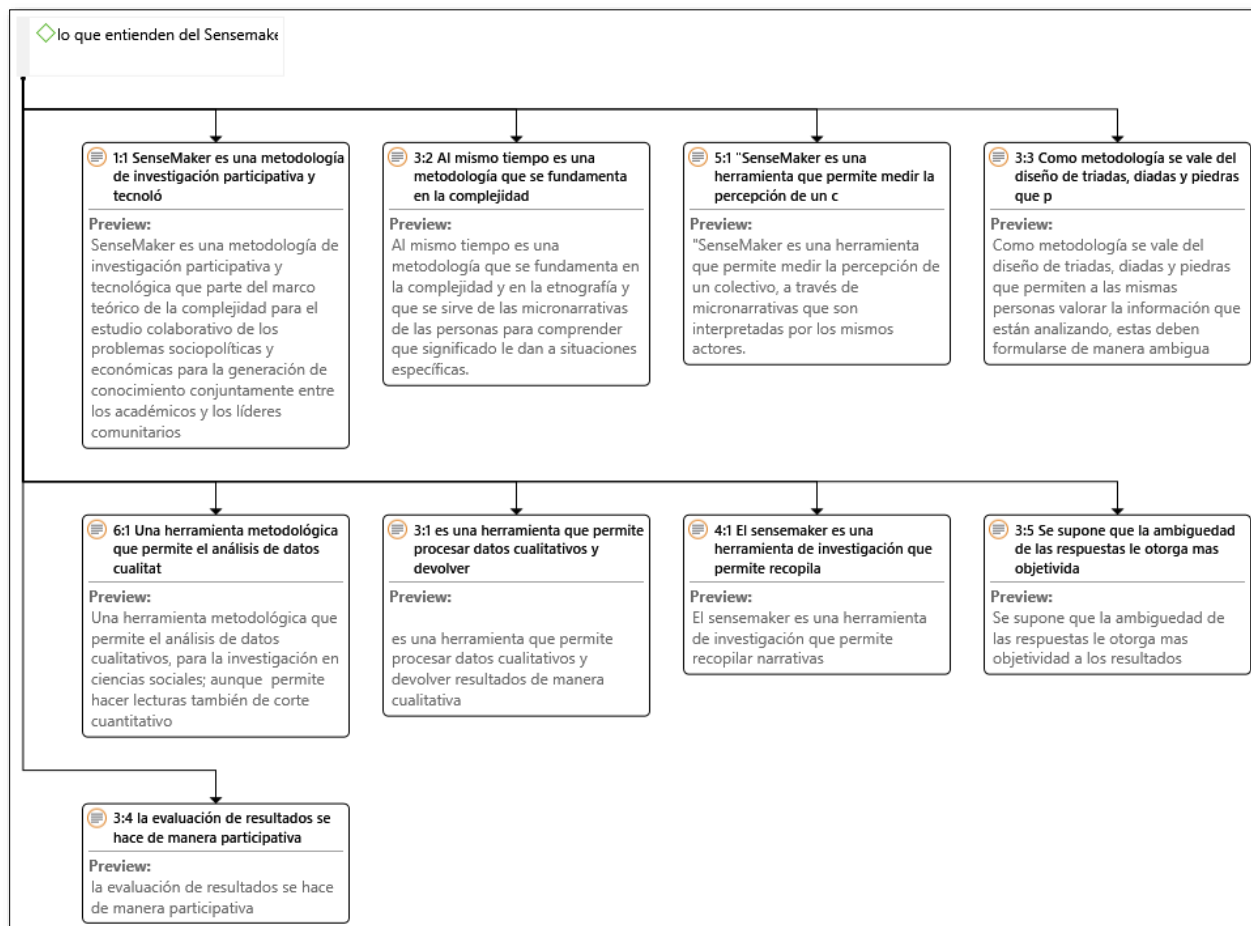 lo que entienden del Sensemake
1:1 SenseMaker es una metodología
de investigación participativa y
tecnoló
Preview:
SenseMaker es una metodología de
investigación participativa y
tecnológica que parte del marco
teórico de la complejidad para el
estudio colaborativo de los
problemas sociopolíticas y
económicas para la generación de
conocimiento conjuntamente entre
los académicos y los líderes
comunitarios
3:2 Al mismo tiempo es una
metodología que se fundamenta
en la complejidad
Preview:
Al mismo tiempo es una
metodología que se fundamenta en
la complejidad y en la etnografía y
que se sirve de las micronarrativas
de las personas para comprender
que significado le dan a situaciones
específicas.
5:1 "SenseMaker es una
herramienta que permite medir la
percepción de un c
Preview:
"SenseMaker es una herramienta
que permite medir la percepción de
un colectivo, a través de
micronarrativas que son
interpretadas por los mismos
actores.
3:3 Como metodología se vale del
diseño de triadas, diadas y piedras
que p
Preview:
Como metodología se vale del
diseño de triadas, diadas y piedras
que permiten a las mismas
personas valorar la información que
están analizando, estas deben
formularse de manera ambigua
6:1 Una herramienta metodológica
que permite el análisis de datos
cualitat
Preview:
Una herramienta metodológica que
permite el análisis de datos
cualitativos, para la investigación en
ciencias sociales; aunque permite
hacer lecturas también de corte
cuantitativo
3:1 es una herramienta que permite
procesar datos cualitativos y
devolver
Preview:
es una herramienta que permite
procesar datos cualitativos y
devolver resultados de manera
cualitativa
4:1 El sensemaker es una
herramienta de investigación que
permite recopila
Preview:
El sensemaker es una herramienta
de investigación que permite
recopilar narrativas
3:5 Se supone que la ambiguedad
de las respuestas le otorga mas
objetivida
Preview:
Se supone que la ambiguedad de
las respuestas le otorga mas
objetividad a los resultados
3:4 la evaluación de resultados se
hace de manera participativa
Preview:
la evaluación de resultados se hace
de manera participativa